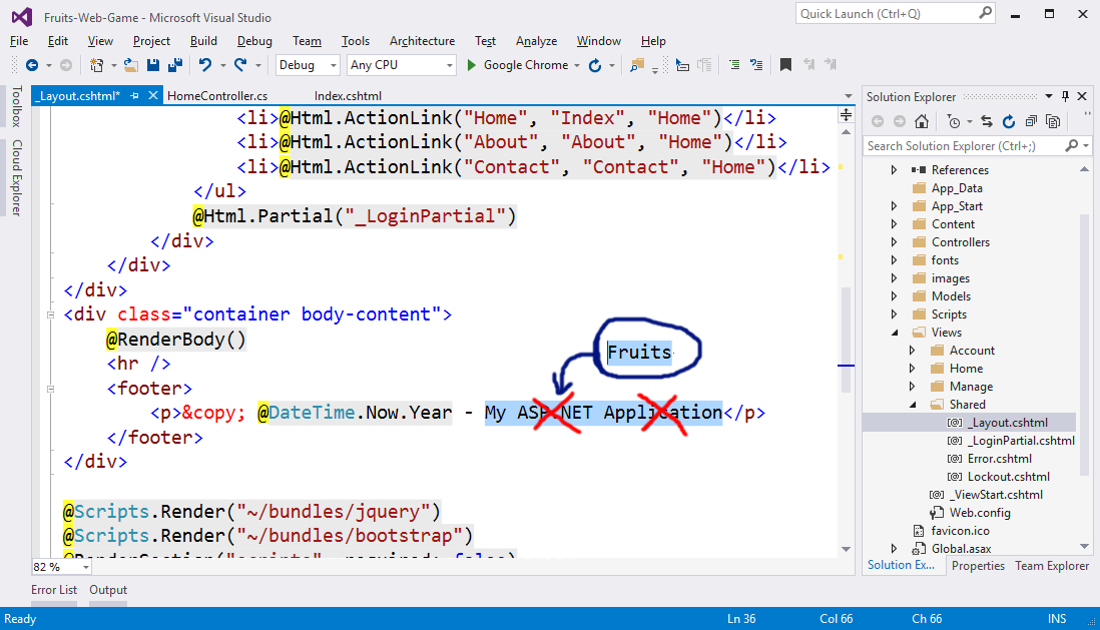 Fruits-Web-Game - Microsoft Visual Studio
Quick Launch (Ctrl+Q)
File Edit View Project Build Debug Team Tools Architecture Test Analyze Window Help
Debug Any CPU Google Chrome
Toolbox
Cloud Explorer
_Layout.cshtml* HomeController.cs Index.cshtml
<li>@Html.ActionLink("Home", "Index", "Home")</li>
<li>@Html.ActionLink("About", "About", "Home")</li>
<li>@Html.ActionLink("Contact", "Contact", "Home")</li>
</ul>
@Html.Partial("_LoginPartial")
</div>
</div>
</div>
<div class="container body-content">
@RenderBody()
<hr />
Fruits
<footer>
<p>&copy; @DateTime.Now.Year - My ASP.NET Application</p>
</footer>
</div>
@Scripts.Render("~/bundles/jquery")
@Scripts.Render("~/bundles/bootstrap")
@RenderSection("scripts", required: false)
82 %
Solution Explorer
Search Solution Explorer (Ctrl+;)
References
App_Data
App_Start
Content
Controllers
fonts
images
Models
Scripts
Views
Account
Home
Manage
Shared
_Layout.cshtml
_LoginPartial.cshtml
Error.cshtml
Lockout.cshtml
_ViewStart.cshtml
Web.config
favicon.ico
Global.asax
Solution Ex... Properties Team Explorer
Error List Output
Ready Ln 36 Col 66 Ch 66 INS